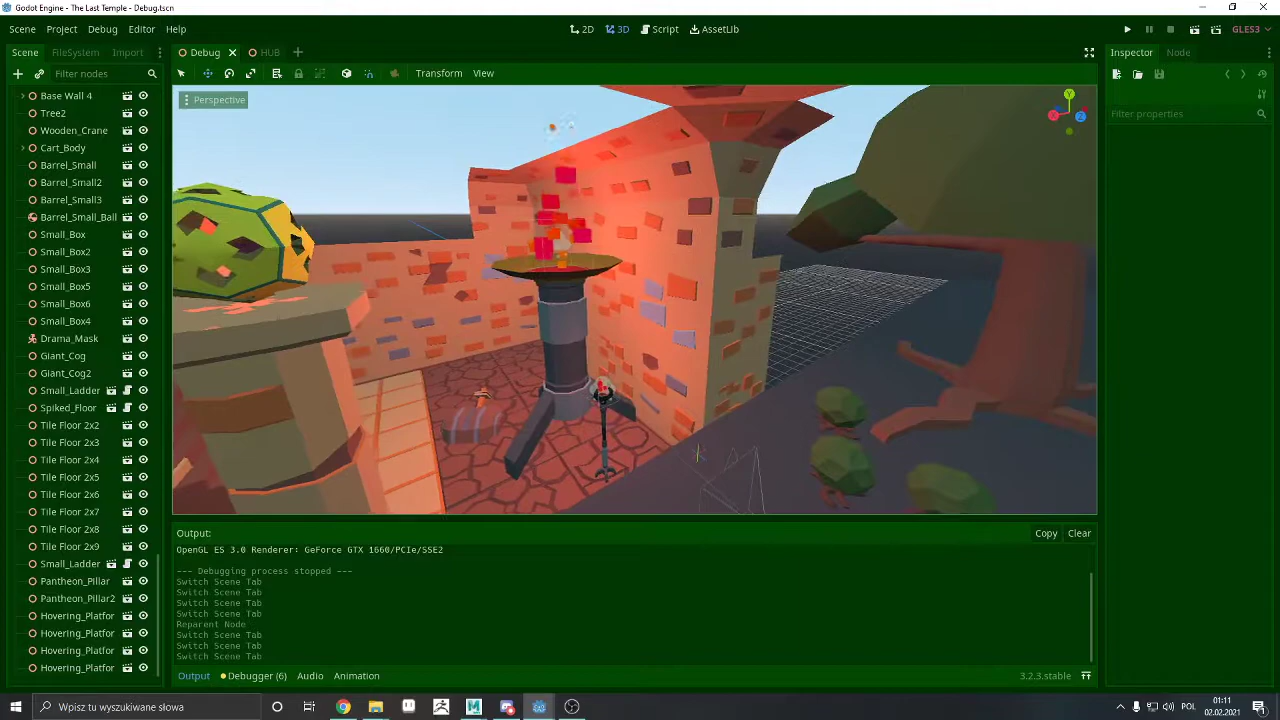 Godot Engine - The Last Temple - Debug.tscn
Scene Project Debug Editor Help
2D 3D Script AssetLib
GLES3
Scene FileSystem Import
Debug HUB
Inspector Node
Filter nodes
Transform View
Perspective
Y
X
Z
Filter properties
Base Wall 4
Tree2
Wooden_Crane
Cart_Body
Barrel_Small
Barrel_Small2
Barrel_Small3
Barrel_Small_Ball
Small_Box
Small_Box2
Small_Box3
Small_Box5
Small_Box6
Small_Box4
Drama_Mask
Giant_Cog
Giant_Cog2
Small_Ladder
Spiked_Floor
Tile Floor 2x2
Tile Floor 2x3
Tile Floor 2x4
Tile Floor 2x5
Tile Floor 2x6
Tile Floor 2x7
Tile Floor 2x8
Tile Floor 2x9
Small_Ladder
Pantheon_Pillar
Pantheon_Pillar2
Hovering_Platfor
Hovering_Platfor
Hovering_Platfor
Hovering_Platfor
Output:
Copy Clear
OpenGL ES 3.0 Renderer: GeForce GTX 1660/PCIe/SSE2
--- Debugging process stopped ---
Switch Scene Tab
Switch Scene Tab
Switch Scene Tab
Switch Scene Tab
Reparent Node
Switch Scene Tab
Switch Scene Tab
Switch Scene Tab
Output Debugger (6) Audio Animation
3.2.3.stable
Wpisz tu wyszukiwane słowa
POL
01:11
02.02.2021